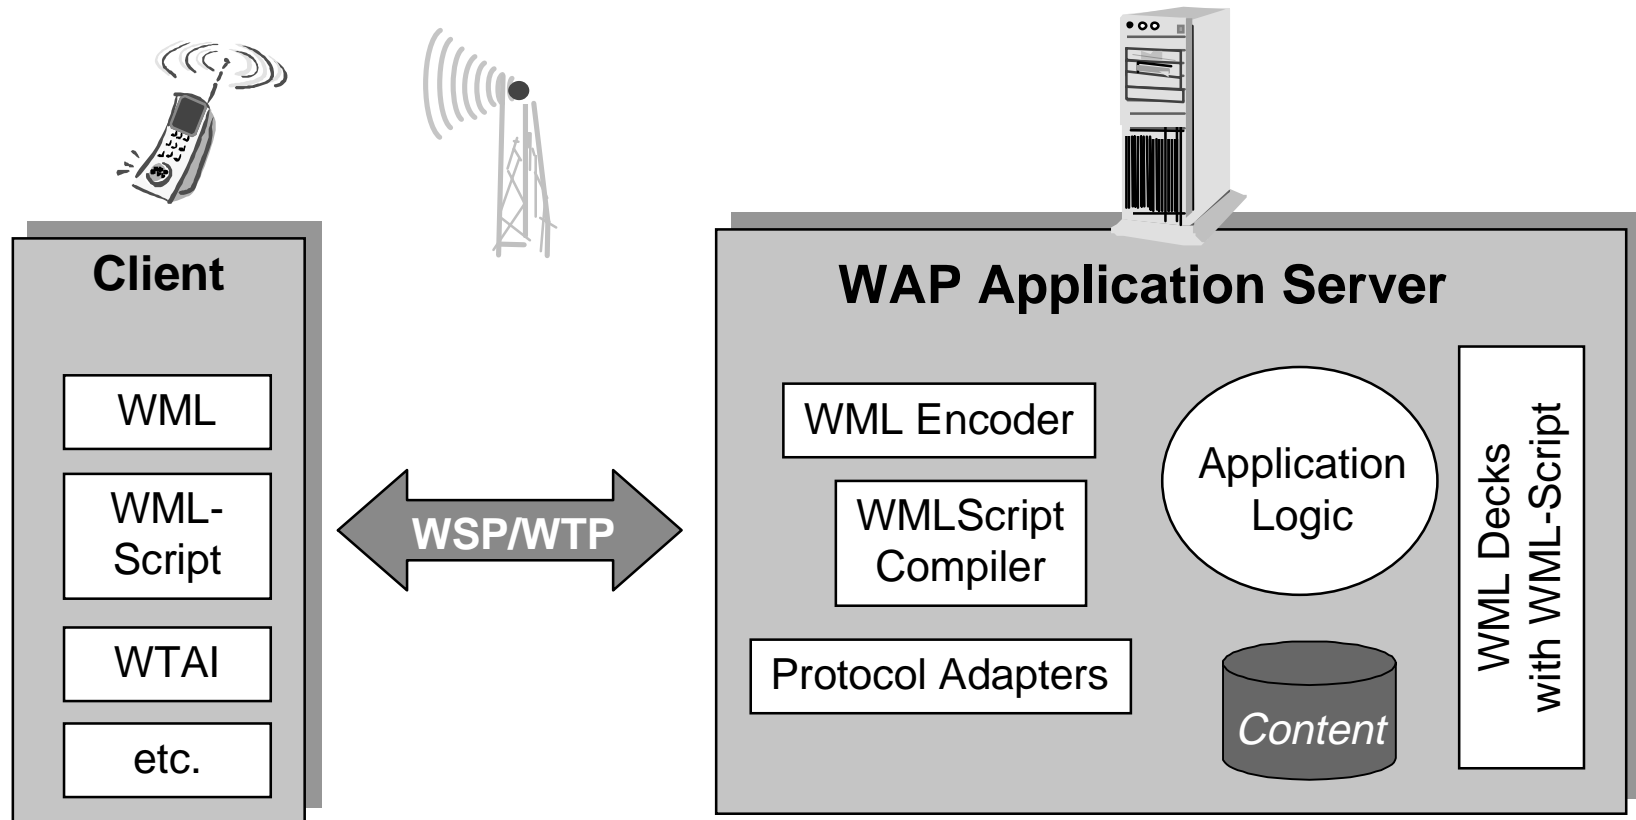 Client
WML
WML-
Script
WTAI
etc.
WSP/WTP
WAP Application Server
WML Encoder
WMLScript
Compiler
Protocol Adapters
Application
Logic
Content
WML Decks
with WML-Script